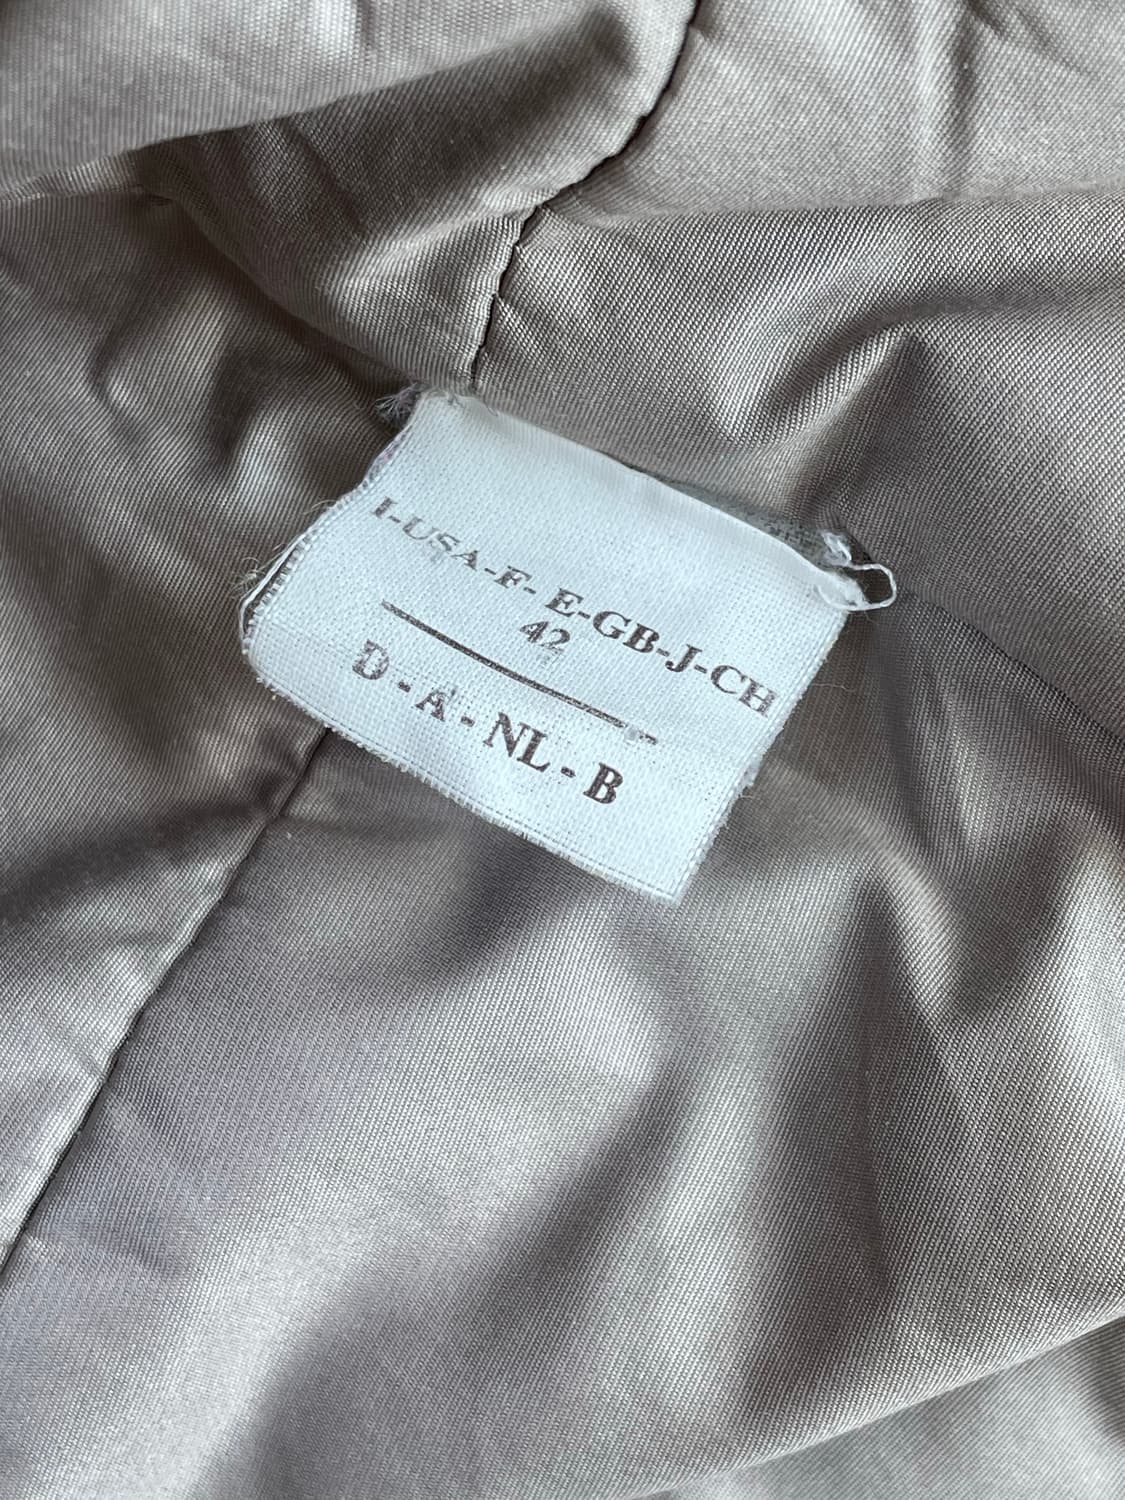 I-USA-F- E-GB-J-CH
42
D - A - NL - B